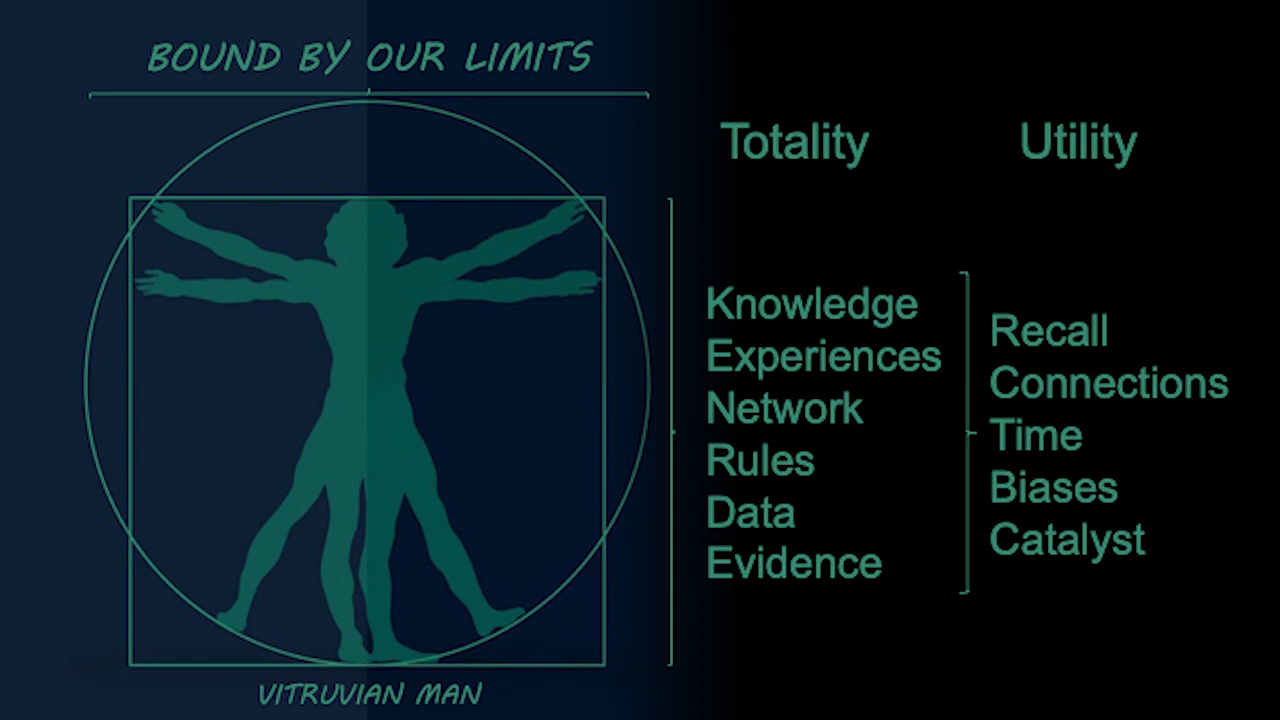 BOUND BY OUR LIMITS
Totality
Utility
Knowledge
Experiences
Network
Rules
Data
Evidence
Recall
Connections
Time
Biases
Catalyst
VITRUVIAN MAN